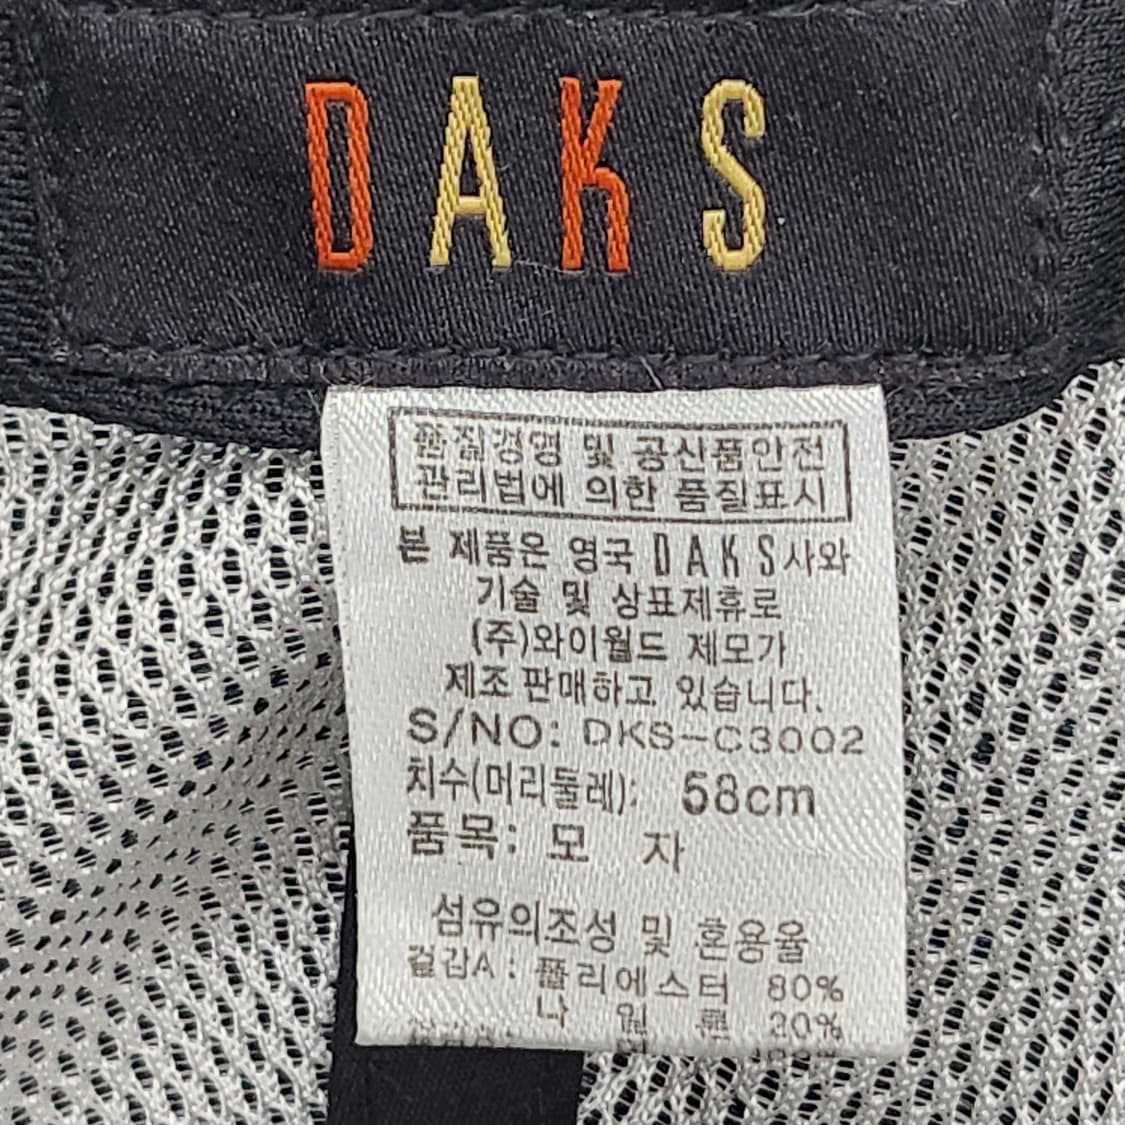 DAKS
품질경영 및 공산품안전
관리법에 의한 품질표시
본 제품은 영국 DAKS사와
기술 및 상표제휴로
(주)와이월드 제모가
제조 판매하고 있습니다.
S/NO: DKS-C3002
치수(머리둘레): 58cm
품목: 모 자
섬유의조성 및 혼용율
겉감A: 폴리에스터 80%
나 일 론 20%